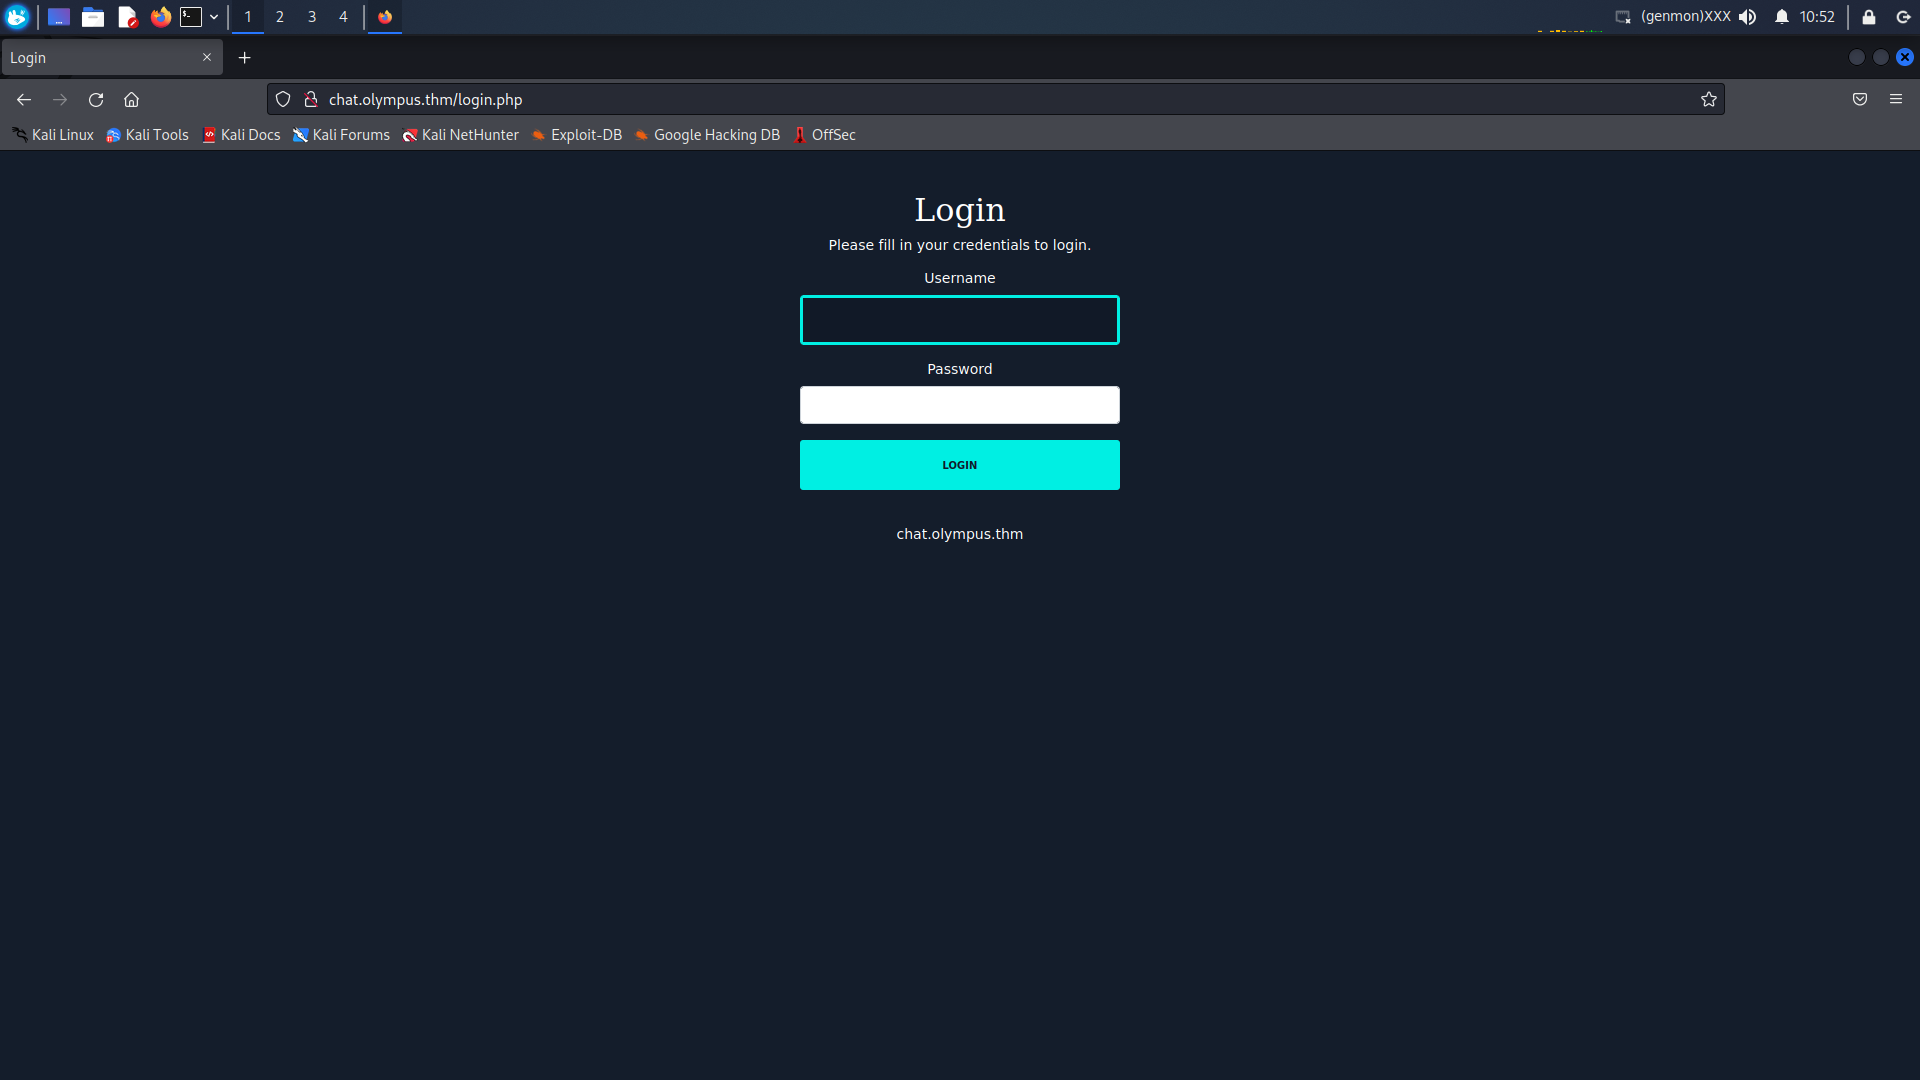 1 2 3 4 (genmon)XXX 10:52
Login
chat.olympus.thm/login.php
Kali Linux Kali Tools Kali Docs Kali Forums Kali NetHunter Exploit-DB Google Hacking DB OffSec
Login
Please fill in your credentials to login.
Username
Password
LOGIN
chat.olympus.thm